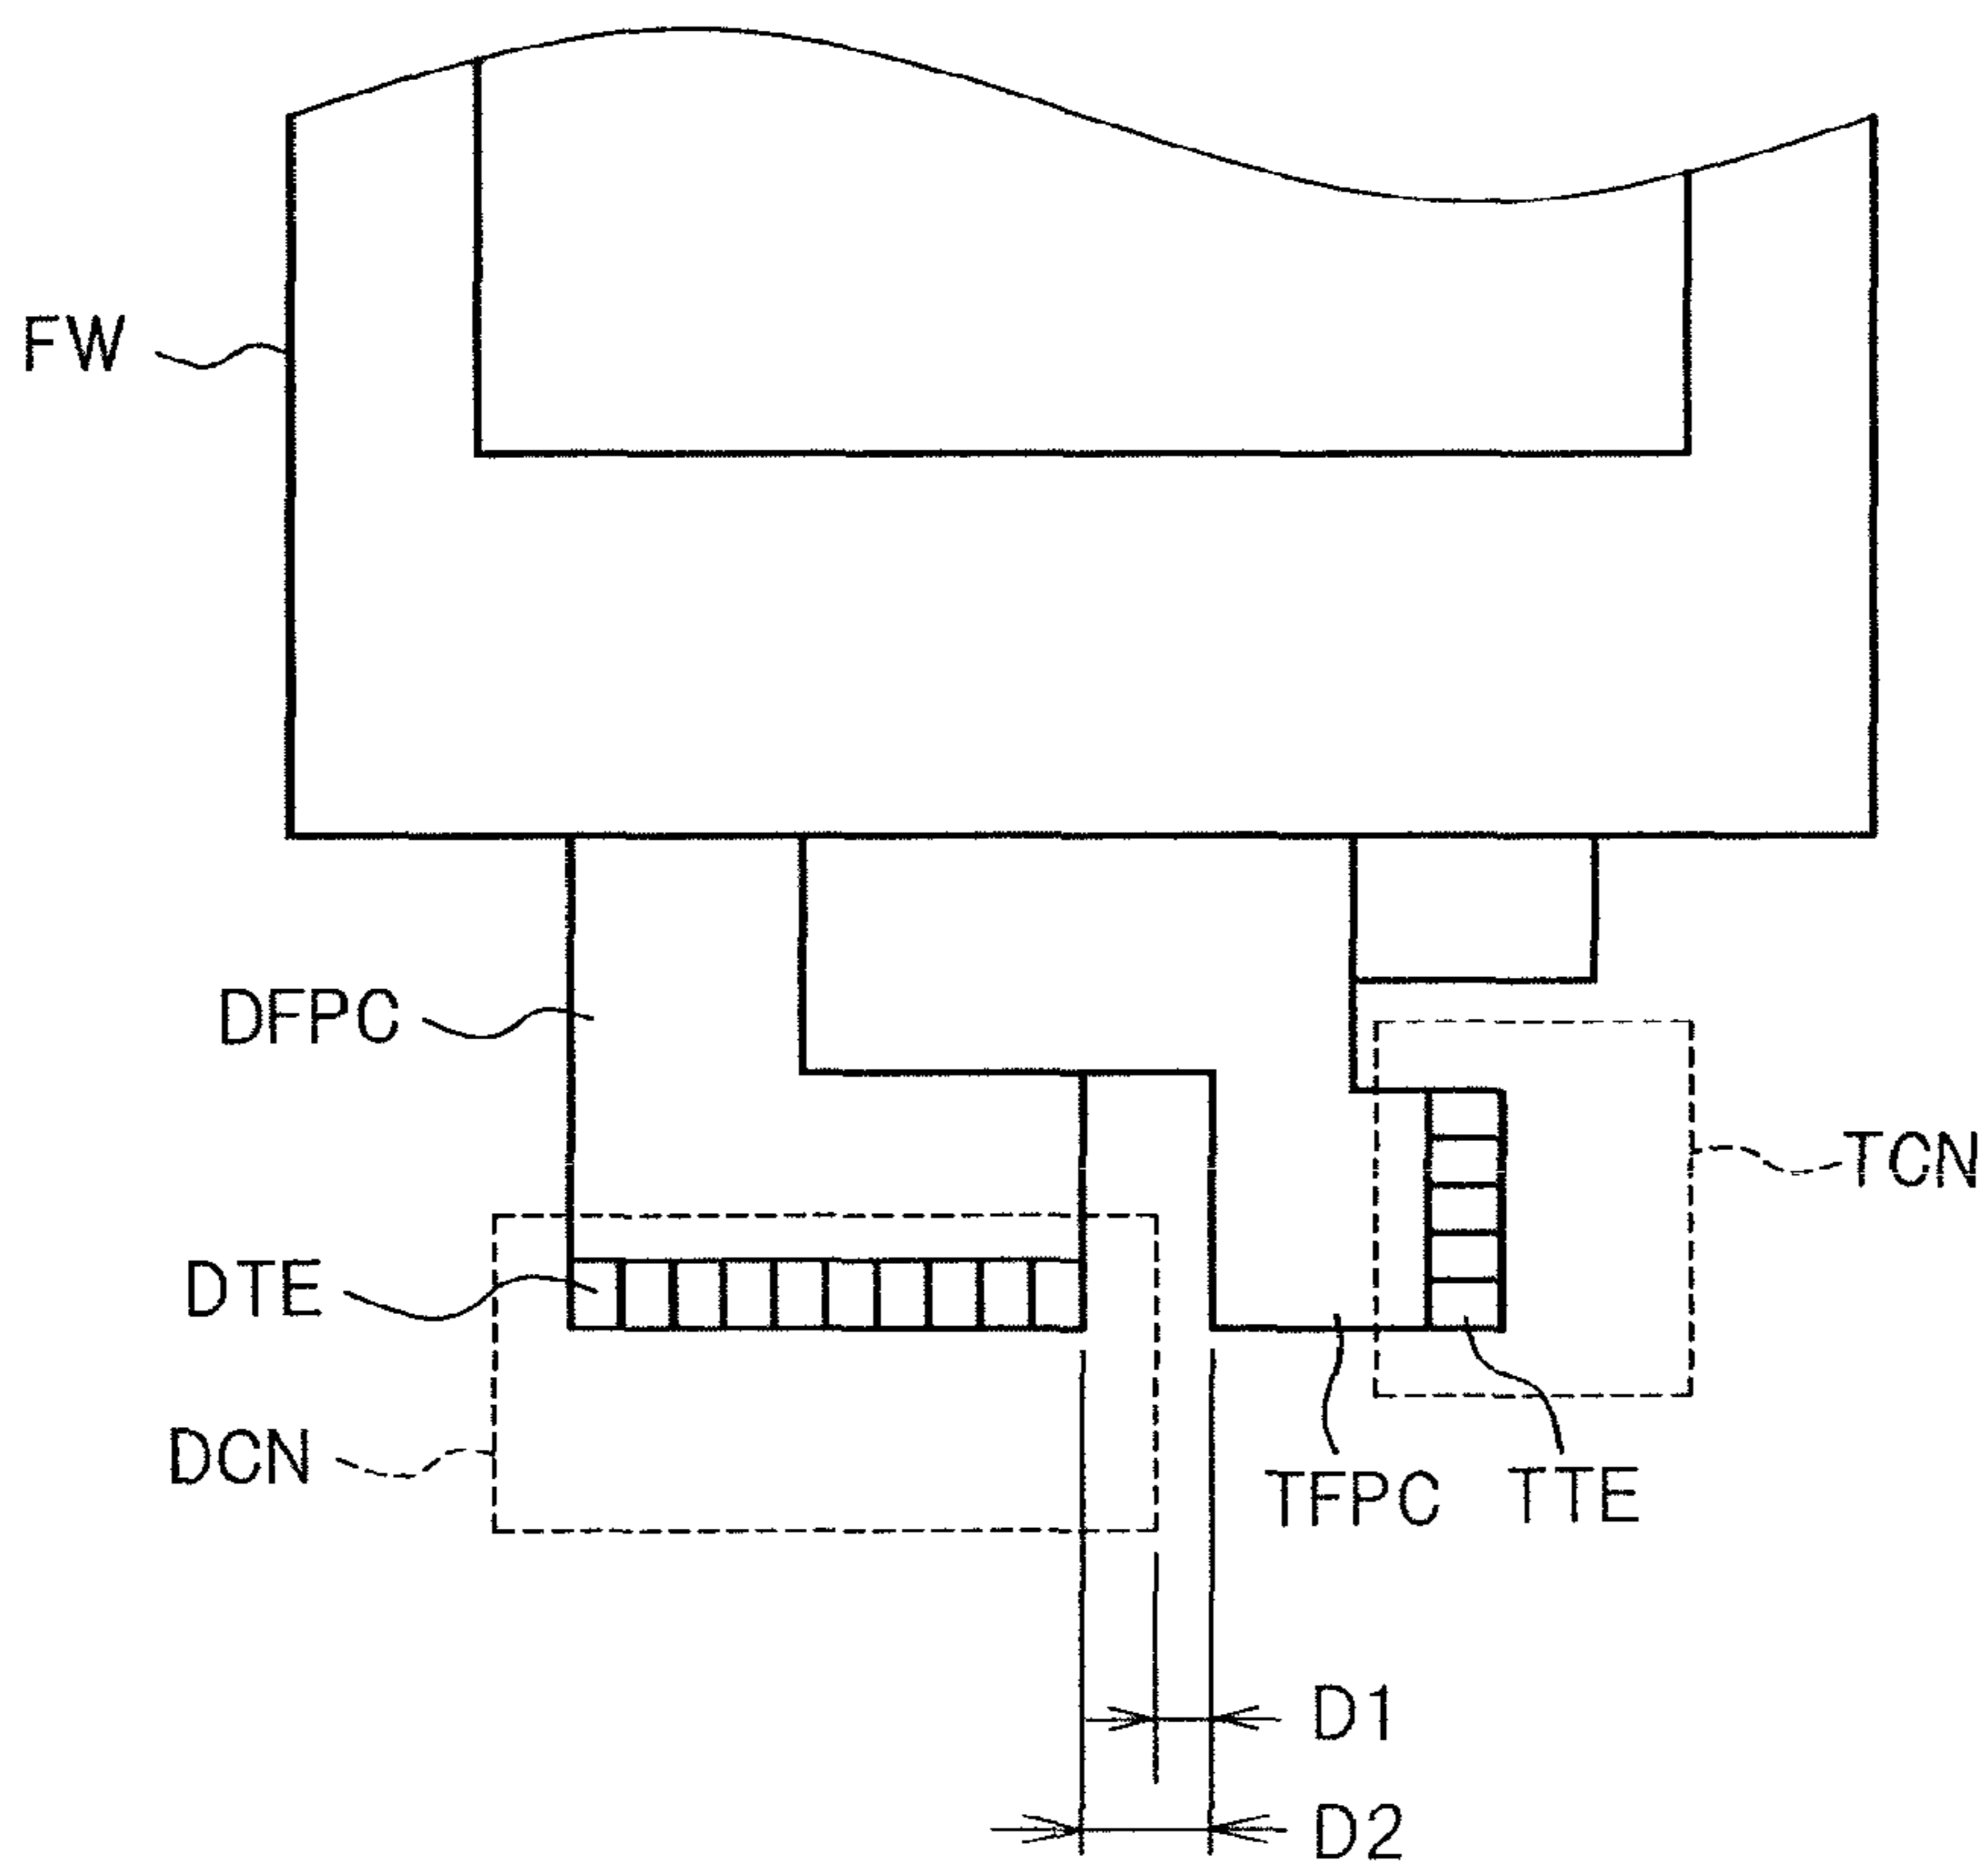 FW
DFPC
TCN
DTE
DCN
TFPC
TTE
D1
D2